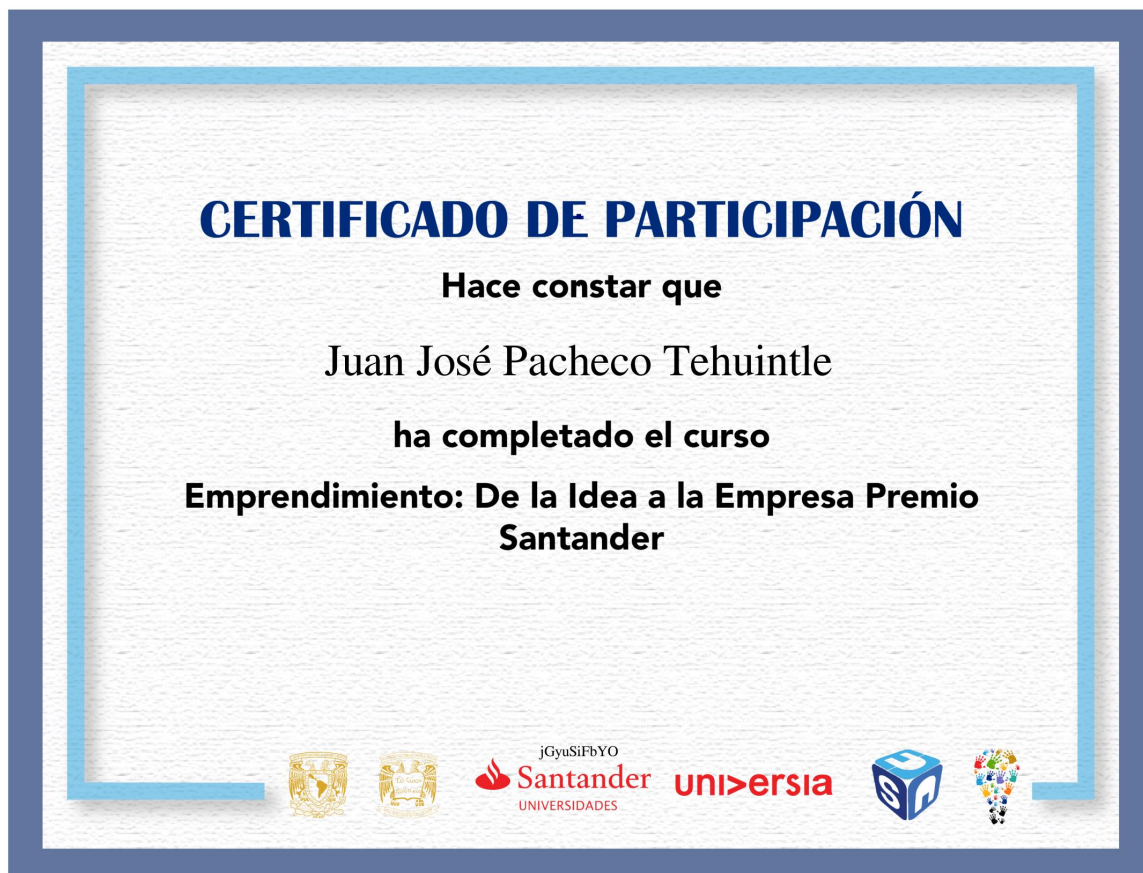 CERTIFICADO DE PARTICIPACIÓN
Hace constar que
Juan José Pacheco Tehuintle
ha completado el curso
Emprendimiento: De la Idea a la Empresa Premio
Santander
jGyuSiFbYO
Santander
UNIVERSIDADES
uni>ersia